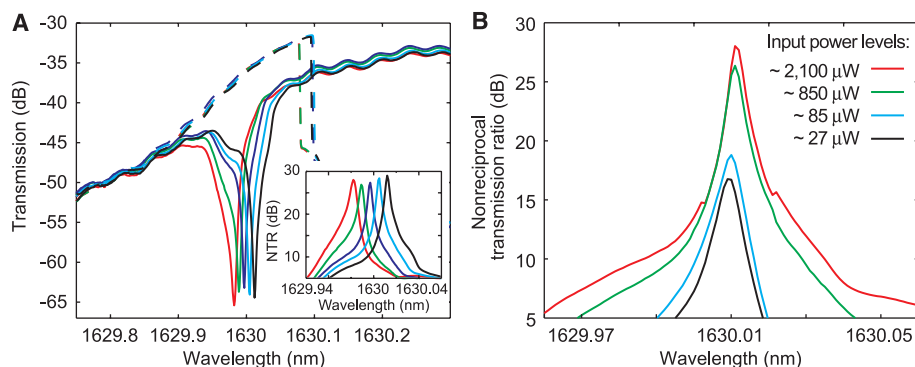 A
Transmission (dB)
-30
-35
-40
-45
-50
-55
-60
-65
1629.8
1629.9
1630
1630.1
1630.2
Wavelength (nm)
NTR (dB)
30
20
10
1629.94
1630
1630.04
Wavelength (nm)
B
Nonreciprocal
transmission ratio (dB)
30
25
20
15
10
5
1629.97
1630.01
1630.05
Wavelength (nm)
Input power levels:
~ 2,100 μW
~ 850 μW
~ 85 μW
~ 27 μW